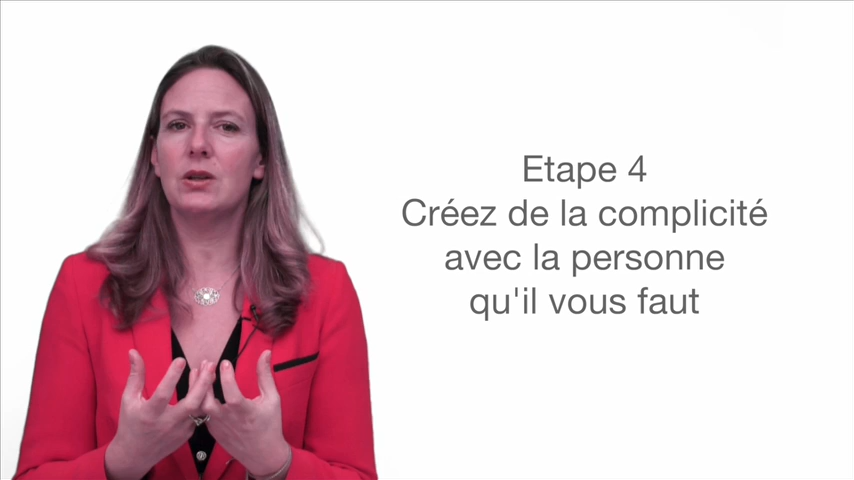 Etape 4
Créez de la complicité
avec la personne
qu'il vous faut